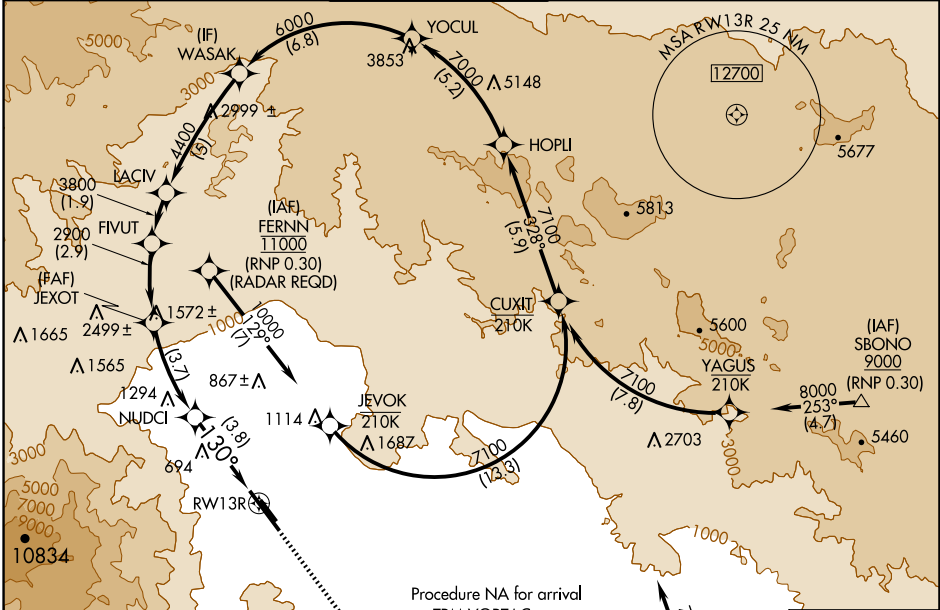 5000
(IF)
WASAK
6000
(6.8)
YOCUL
3853
7000
(5.2)
5148
MSA RW13R 25 NM
12700
5677
3000
2999 ±
4400
(5)
HOPLI
LACIV
3800
(1.9)
FIVUT
2900
(2.9)
(FAF)
JEXOT
(IAF)
FERNN
11000
(RNP 0.30)
(RADAR REQD)
7100
328°
(5.9)
5813
CUXIT
210K
1572 ±
2499 ±
1665
1000
10000
129°
(7)
5600
5000
(IAF)
SBONO
9000
(RNP 0.30)
YAGUS
210K
1565
(3.7)
867 ±
7100
(7.8)
8000
253°
(4.7)
1294
NUDCI
JEVOK
210K
1114
1687
2703
5460
3000
(3.8)
130°
694
7100
(13.3)
3000
5000
7000
9000
10834
RW13R
1000
Procedure NA for arrival